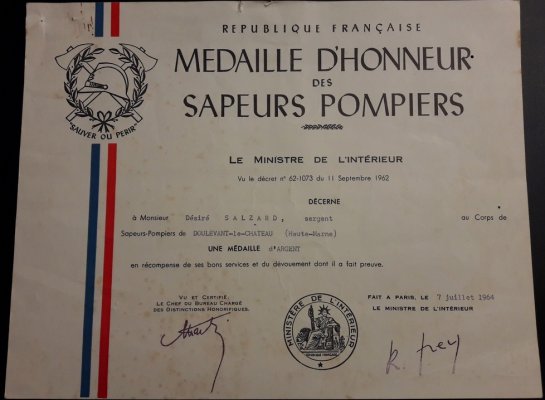 REPUBLIQUE FRANÇAISE
MEDAILLE D'HONNEUR
DES
SAPEURS POMPIERS
SAUVER OU PERIR
LE MINISTRE DE L'INTÉRIEUR
Vu le décret n° 62-1073 du 11 Septembre 1962
DÉCERNE
à Monsieur Désiré SALZARD, sergent au Corps de
Sapeurs-Pompiers de DOULEVANT-le-CHATEAU (Haute-Marne)
UNE MÉDAILLE d'ARGENT
en récompense de ses bons services et du dévouement dont il a fait preuve.
VU ET CERTIFIÉ,
LE CHEF DU BUREAU CHARGÉ
DES DISTINCTIONS HONORIFIQUES.
MINISTÈRE DE L'INTÉRIEUR
RÉPUBLIQUE FRANÇAISE
FAIT A PARIS, LE 7 juillet 1964
LE MINISTRE DE L'INTÉRIEUR
R. Frey